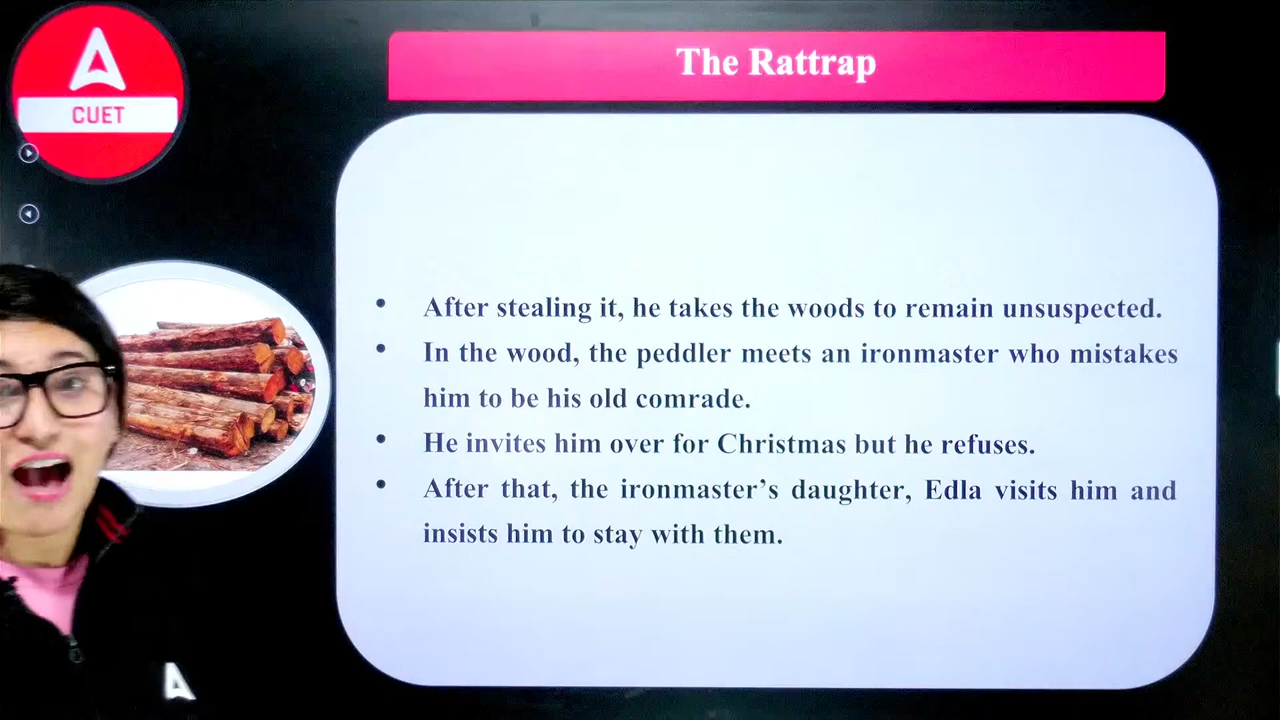 The Rattrap
CUET
• After stealing it, he takes the woods to remain unsuspected.
• In the wood, the peddler meets an ironmaster who mistakes
him to be his old comrade.
• He invites him over for Christmas but he refuses.
• After that, the ironmaster's daughter, Edla visits him and
insists him to stay with them.